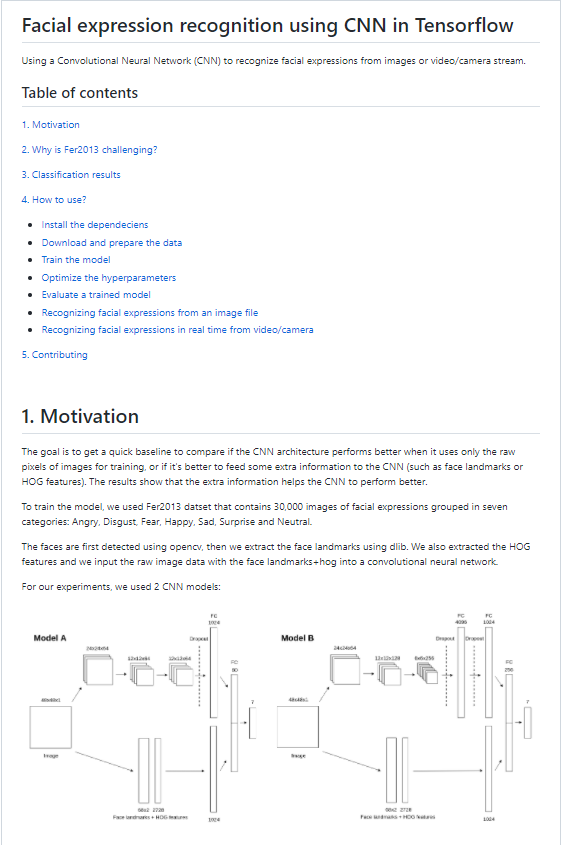 Facial expression recognition using CNN in Tensorflow
Using a Convolutional Neural Network (CNN) to recognize facial expressions from images or video/camera stream.
Table of contents
1. Motivation
2. Why is Fer2013 challenging?
3. Classification results
4. How to use?
Install the dependeciens
Download and prepare the data
Train the model
Optimize the hyperparameters
Evaluate a trained model
Recognizing facial expressions from an image file
Recognizing facial expressions in real time from video/camera
5. Contributing
1. Motivation
The goal is to get a quick baseline to compare if the CNN architecture performs better when it uses only the raw
pixels of images for training, or if it's better to feed some extra information to the CNN (such as face landmarks or
HOG features). The results show that the extra information helps the CNN to perform better.
To train the model, we used Fer2013 datset that contains 30,000 images of facial expressions grouped in seven
categories: Angry, Disgust, Fear, Happy, Sad, Surprise and Neutral.
The faces are first detected using opencv, then we extract the face landmarks using dlib. We also extracted the HOG
features and we input the raw image data with the face landmarks+hog into a convolutional neural network.
For our experiments, we used 2 CNN models:
Model A
FC
1024
Dropout
24x24x64
12x12x64
12x12x64
FC
7
48x48x1
Image
68x2 2728
Face landmarks + HOG features
1024
Model B
FC
4096
FC
1024
Dropout
Dropout
24x24x64
12x12x128
6x6x256
FC
256
7
48x48x1
Image
68x2 2728
Face landmarks + HOG features
1024